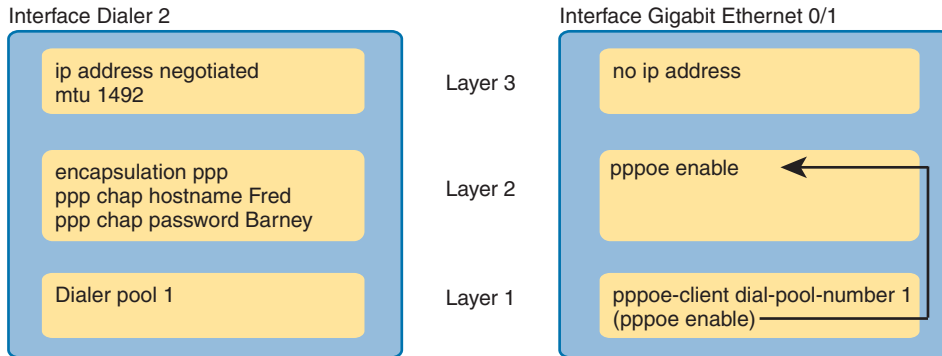 Interface Dialer 2
ip address negotiated
mtu 1492
encapsulation ppp
ppp chap hostname Fred
ppp chap password Barney
Dialer pool 1
Layer 3
Layer 2
Layer 1
Interface Gigabit Ethernet 0/1
no ip address
pppoe enable
pppoe-client dial-pool-number 1
(pppoe enable)